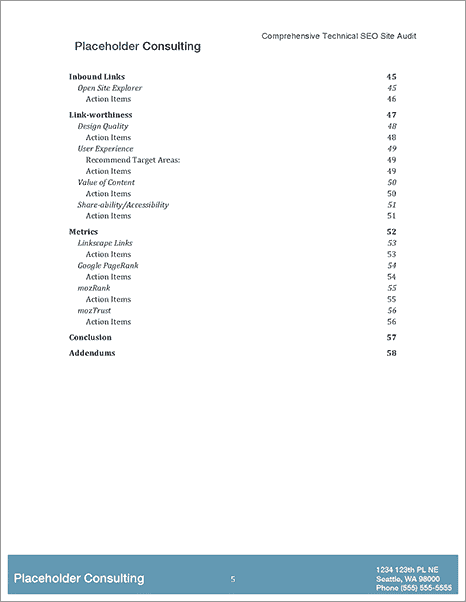 Comprehensive Technical SEO Site Audit
Placeholder Consulting
Inbound Links 45
Open Site Explorer 45
Action Items 46
Link-worthiness 47
Design Quality 48
Action Items 48
User Experience 49
Recommend Target Areas: 49
Action Items 49
Value of Content 50
Action Items 50
Share-ability/Accessibility 51
Action Items 51
Metrics 52
Linkscape Links 53
Action Items 53
Google PageRank 54
Action Items 54
mozRank 55
Action Items 55
mozTrust 56
Action Items 56
Conclusion 57
Addendums 58
Placeholder Consulting
5
1234 123th PL NE
Seattle, WA 98000
Phone (555) 555-5555